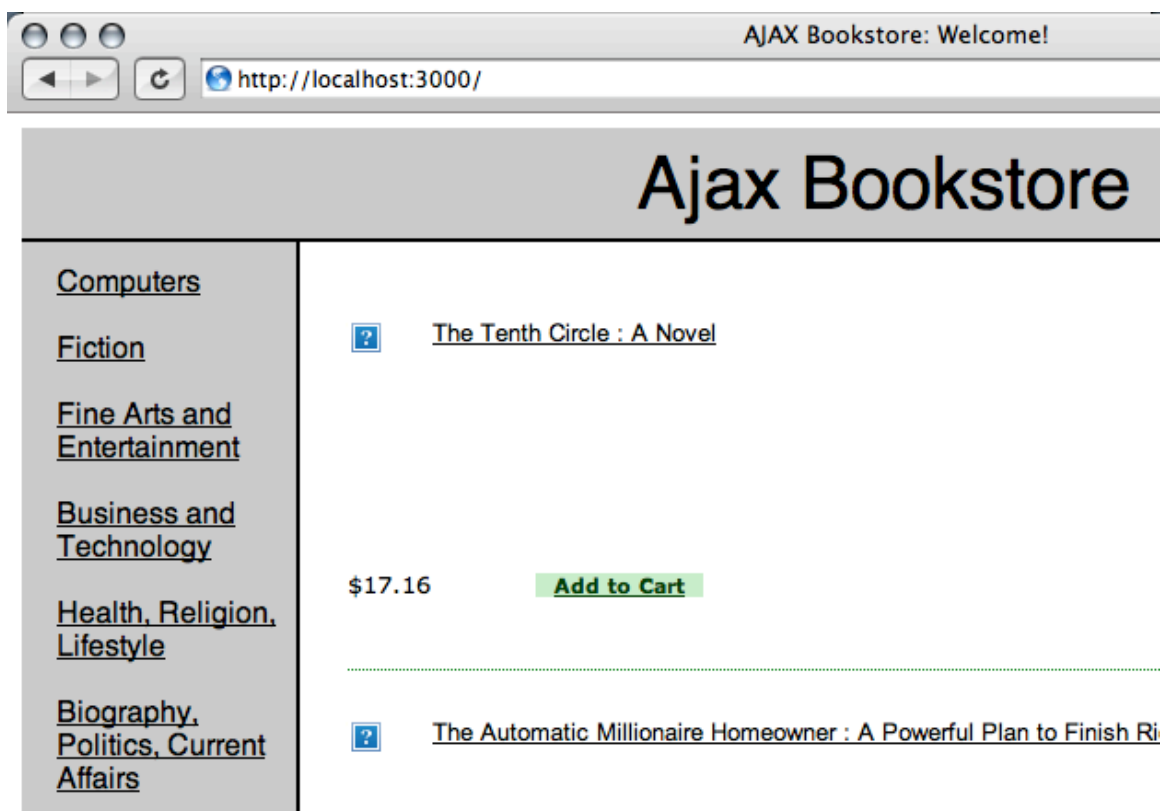 AJAX Bookstore: Welcome!
http://localhost:3000/
Ajax Bookstore
Computers
Fiction
Fine Arts and
Entertainment
Business and
Technology
Health, Religion,
Lifestyle
Biography,
Politics, Current
Affairs
? The Tenth Circle : A Novel
$17.16 Add to Cart
? The Automatic Millionaire Homeowner : A Powerful Plan to Finish